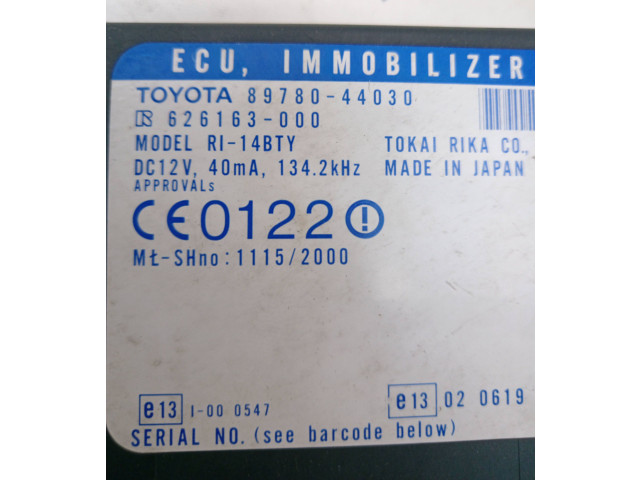 ECU, IMMOBILIZER
TOYOTA 89780-44030
R 626163-000
MODEL RI-14BTY TOKAI RIKA CO.,
DC12V, 40mA, 134.2kHz MADE IN JAPAN
APPROVALs
CE0122
MŁ-SHno:1115/2000
e13 I-00 0547 e13 02 0619
SERIAL NO. (see barcode below)